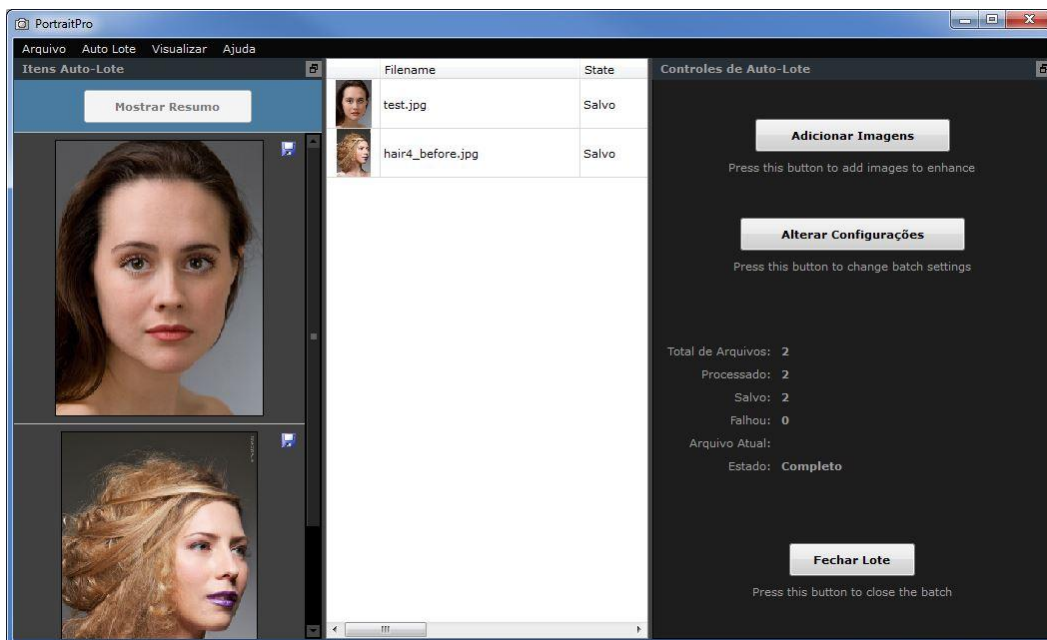 PortraitPro
Arquivo Auto Lote Visualizar Ajuda
Itens Auto-Lote
Mostrar Resumo
Filename State
test.jpg Salvo
hair4_before.jpg Salvo
Controles de Auto-Lote
Adicionar Imagens
Press this button to add images to enhance
Alterar Configurações
Press this button to change batch settings
Total de Arquivos: 2
Processado: 2
Salvo: 2
Falhou: 0
Arquivo Atual:
Estado: Completo
Fechar Lote
Press this button to close the batch